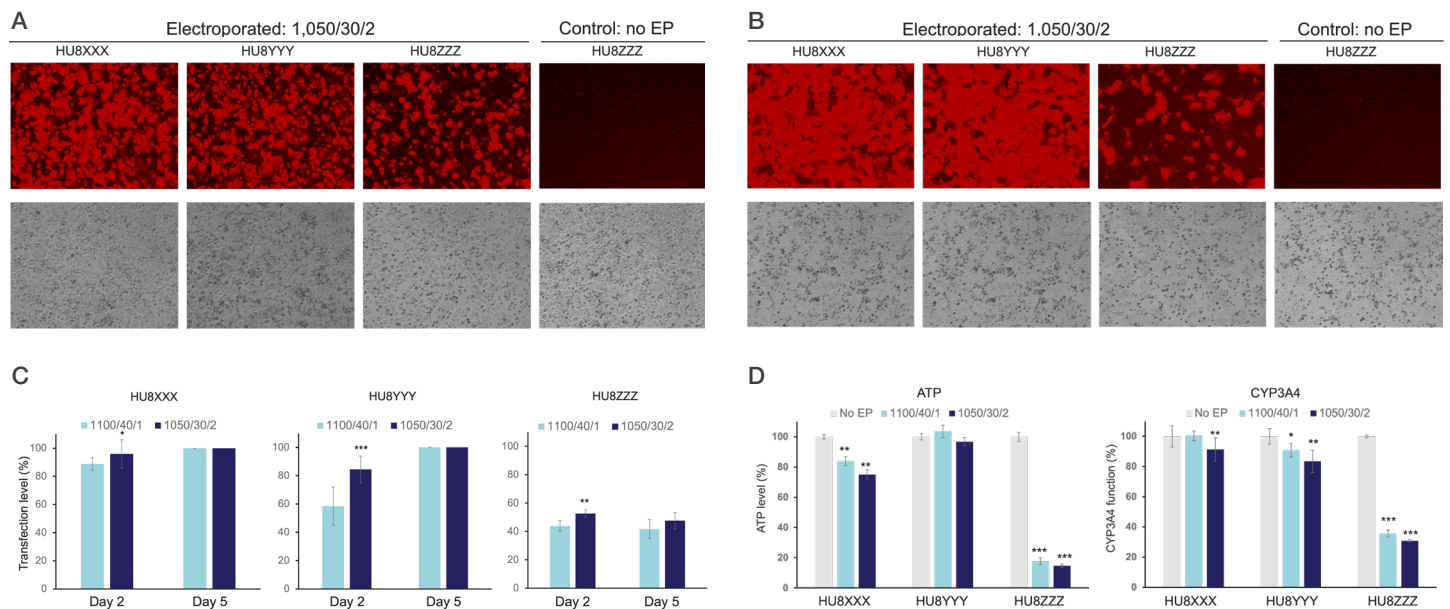 A
Electroporated: 1,050/30/2
Control: no EP
HU8XXX
HU8YYY
HU8ZZZ
HU8ZZZ
B
Electroporated: 1.050/30/2
Control: no EP
HU8XXX
HU8YYY
HU8ZZZ
HU8ZZZ
C
HU8XXX
1100/40/1
1050/30/2
Transfection level (%)
100
80
60
40
20
*
Day 2
Day 5
HU8YYY
1100/40/1
1050/30/2
100
80
60
40
20
***
Day 2
Day 5
HU8ZZZ
1100/40/1
1050/30/2
100
80
60
40
20
0
**
Day 2
Day 5
D
ATP
No EP
1100/40/1
1050/30/2
ATP level (%)
100
80
60
40
20
0
**
**
***
***
HU8XXX
HU8YYY
HU8ZZZ
CYP3A4
No EP
1100/40/1
1050/30/2
CYP3A4 function (%)
100
80
60
40
20
0
**
*
**
***
***
HU8XXX
HU8YYY
HU8ZZZ